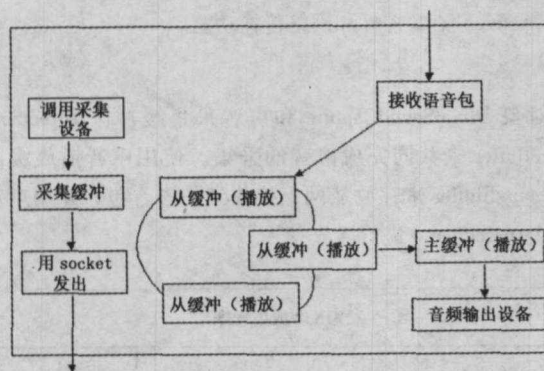 调用采集
设备
采集缓冲
用 socket
发出
接收语音包
从缓冲（播放）
从缓冲（播放）
从缓冲（播放）
主缓冲（播放）
音频输出设备